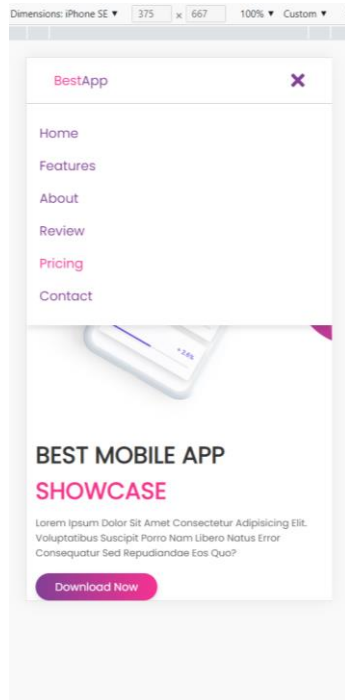 Dimensions: iPhone SE ▼ 375 x 667 100% ▼ Custom ▼
BestApp
Home
Features
About
Review
Pricing
Contact
+14%
BEST MOBILE APP
SHOWCASE
Lorem Ipsum Dolor Sit Amet Consectetur Adipisicing Elit.
Voluptatibus Suscipit Porro Nam Libero Natus Error
Consequatur Sed Repudiandae Eos Quo?
Download Now